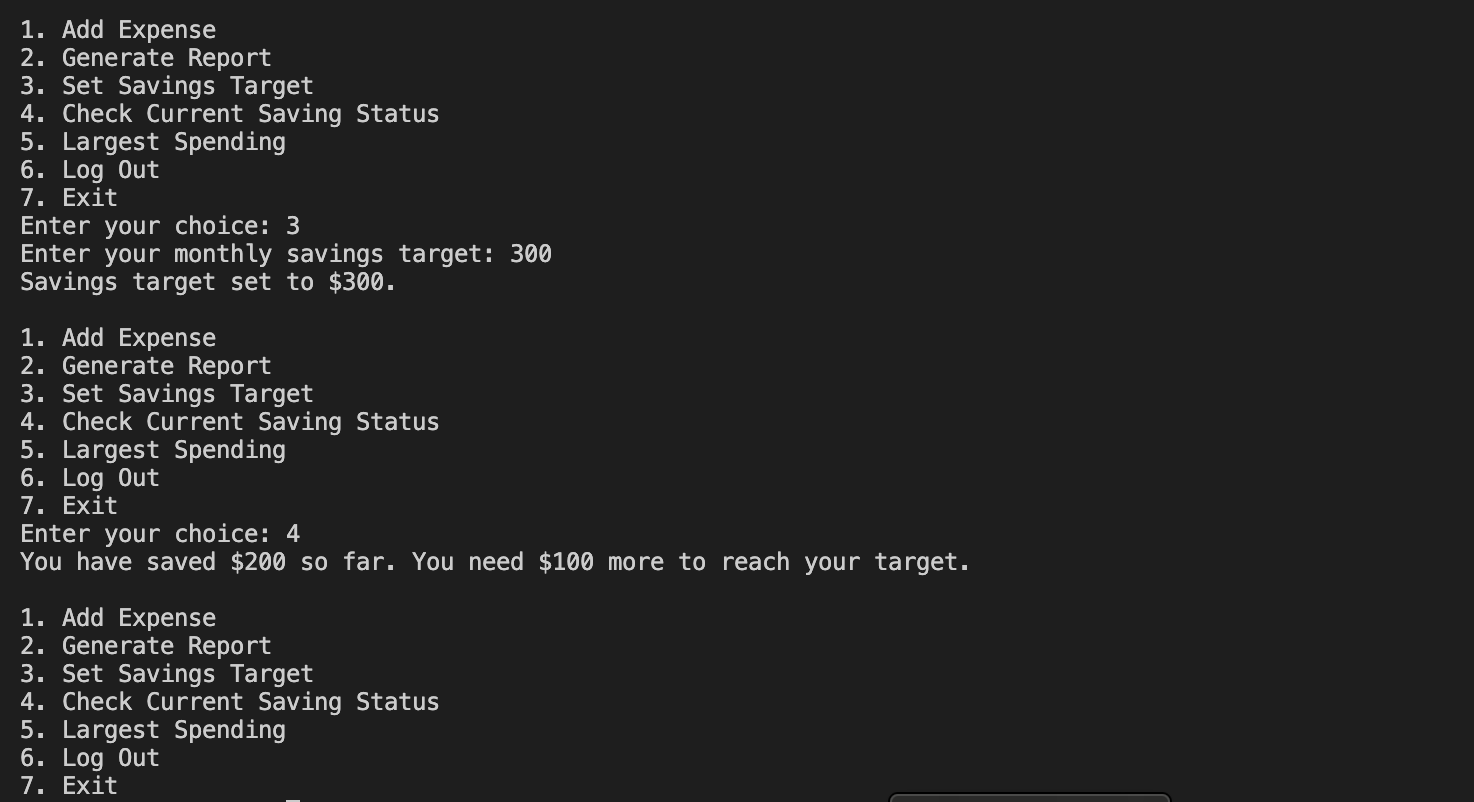 1. Add Expense
2. Generate Report
3. Set Savings Target
4. Check Current Saving Status
5. Largest Spending
6. Log Out
7. Exit
Enter your choice: 3
Enter your monthly savings target: 300
Savings target set to $300.
1. Add Expense
2. Generate Report
3. Set Savings Target
4. Check Current Saving Status
5. Largest Spending
6. Log Out
7. Exit
Enter your choice: 4
You have saved $200 so far. You need $100 more to reach your target.
1. Add Expense
2. Generate Report
3. Set Savings Target
4. Check Current Saving Status
5. Largest Spending
6. Log Out
7. Exit